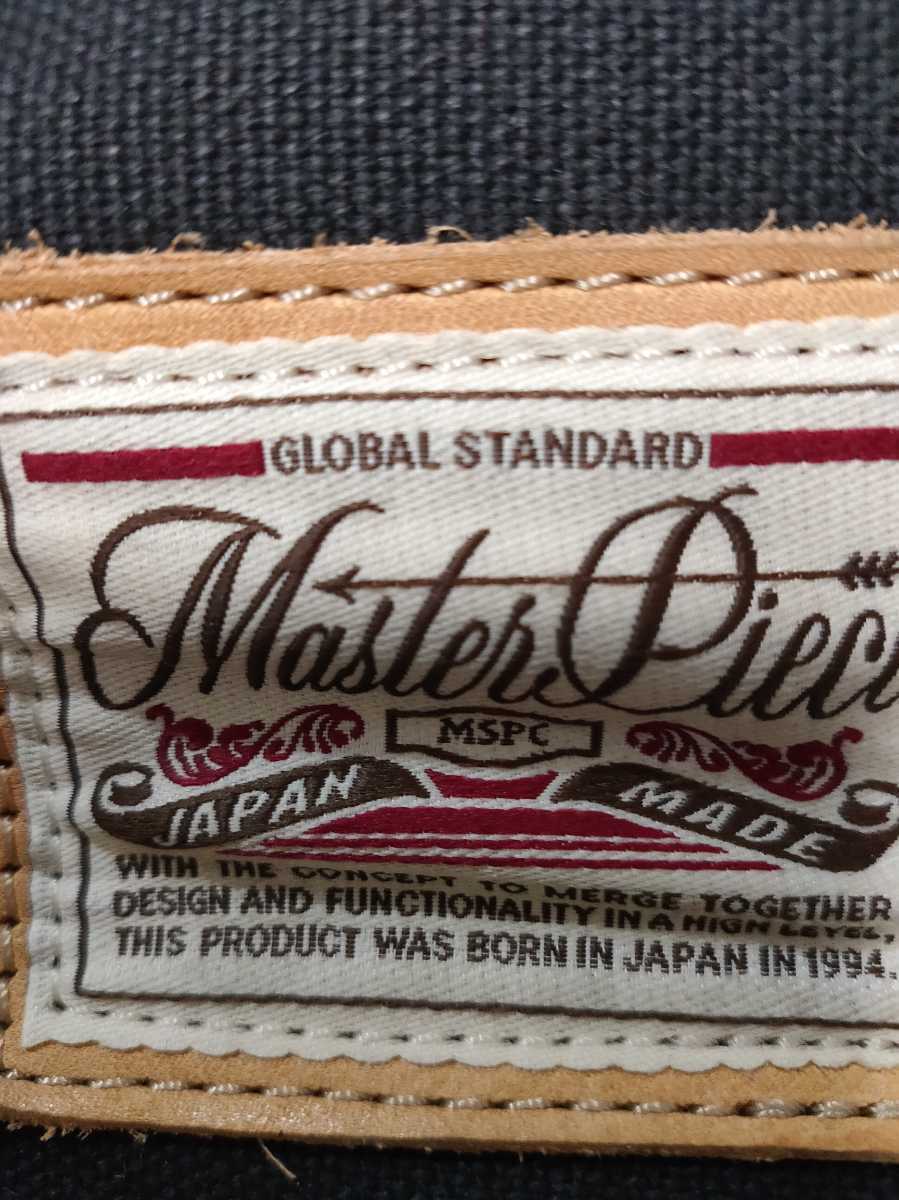 GLOBAL STANDARD
Master Piec
MSPC
JAPAN MADE
WITH THE CONCEPT TO MERGE TOGETHER
DESIGN AND FUNCTIONALITY IN A HIGH LEVEL,
THIS PRODUCT WAS BORN IN JAPAN IN 1994.